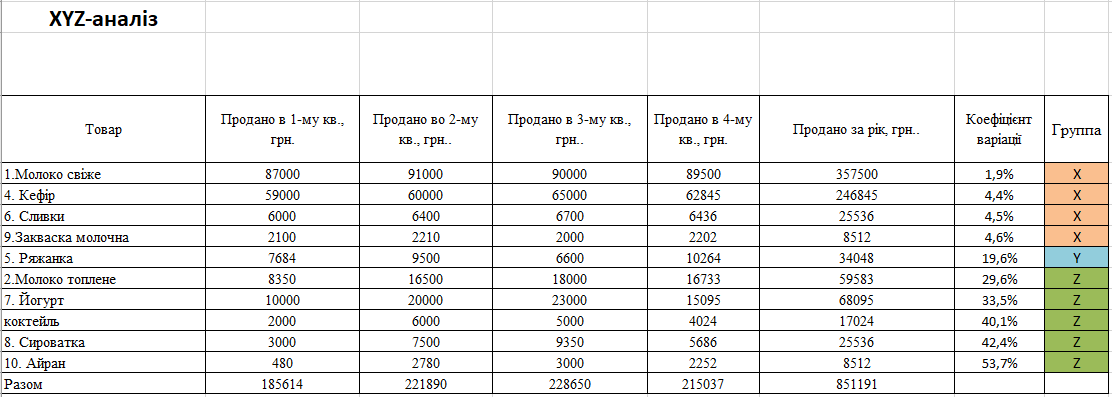 XYZ-аналіз
Товар Продано в 1-му кв., грн. Продано во 2-му кв., грн.. Продано в 3-му кв., грн.. Продано в 4-му кв., грн. Продано за рік, грн.. Коефіцієнт варіації Группа
1.Молоко свіже 87000 91000 90000 89500 357500 1,9% X
4. Кефір 59000 60000 65000 62845 246845 4,4% X
6. Сливки 6000 6400 6700 6436 25536 4,5% X
9.Закваска молочна 2100 2210 2000 2202 8512 4,6% X
5. Ряжанка 7684 9500 6600 10264 34048 19,6% Y
2.Молоко топлене 8350 16500 18000 16733 59583 29,6% Z
7. Йогурт 10000 20000 23000 15095 68095 33,5% Z
коктейль 2000 6000 5000 4024 17024 40,1% Z
8. Сироватка 3000 7500 9350 5686 25536 42,4% Z
10. Айран 480 2780 3000 2252 8512 53,7% Z
Разом 185614 221890 228650 215037 851191